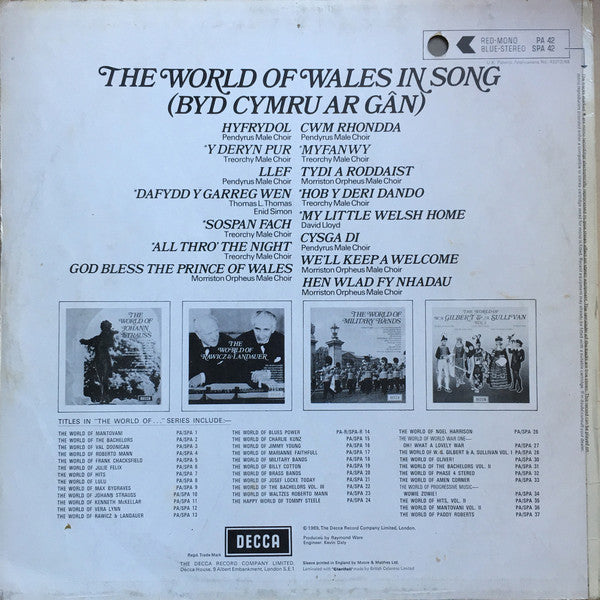 RED-MONO PA 42
BLUE-STEREO SPA 42
THE WORLD OF WALES IN SONG
(BYD CYMRU AR GÂN)
HYFRYDOL
Pendyrus Male Choir
*Y DERYN PUR
Treorchy Male Choir
LLEF
Pendyrus Male Choir
*DAFYDD Y GARREG WEN
Thomas L. Thomas
Enid Simon
*SOSPAN FACH
Treorchy Male Choir
*ALL THRO' THE NIGHT
Treorchy Male Choir
GOD BLESS THE PRINCE OF WALES
Morriston Orpheus Male Choir
CWM RHONDDA
Pendyrus Male Choir
*MYFANWY
Treorchy Male Choir
TYDI A RODDAIST
Morriston Orpheus Male Choir
*HOB Y DERI DANDO
Treorchy Male Choir
*MY LITTLE WELSH HOME
David Lloyd
CYSGA DI
Pendyrus Male Choir
WE'LL KEEP A WELCOME
Morriston Orpheus Male Choir
HEN WLAD FY NHADAU
Morriston Orpheus Male Choir
THE WORLD OF JOHANN STRAUSS
THE WORLD OF RAWICZ & LANDAUER
THE WORLD OF MILITARY BANDS
THE WORLD OF W.S. GILBERT & A. SULLIVAN
TITLES IN "THE WORLD OF..." SERIES INCLUDE:—
THE WORLD OF MANTOVANI PA/SPA 1
THE WORLD OF THE BACHELORS PA/SPA 2
THE WORLD OF VAL DOONICAN PA/SPA 3
THE WORLD OF ROBERTO MANN PA/SPA 4
THE WORLD OF FRANK CHACKSFIELD PA/SPA 5
THE WORLD OF JULIE FELIX PA/SPA 6
THE WORLD OF HITS PA/SPA 7
THE WORLD OF LULU PA/SPA 8
THE WORLD OF MAX BYGRAVES PA/SPA 9
THE WORLD OF JOHANN STRAUSS PA/SPA 10
THE WORLD OF KENNETH McKELLAR PA/SPA 11
THE WORLD OF VERA LYNN PA/SPA 12
THE WORLD OF RAWICZ & LANDAUER PA/SPA 13
THE WORLD OF BLUES POWER PA-R/SPA-R 14
THE WORLD OF CHARLIE KUNZ PA/SPA 15
THE WORLD OF JIMMY YOUNG PA/SPA 16
THE WORLD OF MARIANNE FAITHFULL PA/SPA 17
THE WORLD OF MILITARY BANDS PA/SPA 18
THE WORLD OF BILLY COTTON PA/SPA 19
THE WORLD OF BRASS BANDS PA/SPA 20
THE WORLD OF JOSEF LOCKE TODAY PA/SPA 21
THE WORLD OF THE BACHELORS VOL. III PA/SPA 22
THE WORLD OF WALTZES ROBERTO MANN PA/SPA 23
HAPPY WORLD OF TOMMY STEELE PA/SPA 24
THE WORLD OF NOEL HARRISON PA/SPA 26
THE WORLD OF WORLD WAR ONE—
OH! WHAT A LOVELY WAR PA/SPA 27
THE WORLD OF W. G. GILBERT & A. SULLIVAN VOL. 1 PA/SPA 28
THE WORLD OF OLIVER! PA/SPA 30
THE WORLD OF THE BACHELORS VOL. II
THE WORLD OF PHASE 4 STEREO
THE WORLD OF AMEN CORNER PA/SPA 33
THE WORLD OF PROGRESSIVE MUSIC—
WOWIE ZOWIE! PA/SPA 34
THE WORLD OF HITS, VOL. II PA/SPA 35
THE WORLD OF MANTOVANI VOL. II PA/SPA 36
THE WORLD OF PADDY ROBERTS PA/SPA 37
Regd. Trade Mark
DECCA
© 1969, The Decca Record Company Limited, London.
Produced by Raymond Ware
Engineer: Kevin Daly
THE DECCA RECORD COMPANY LIMITED,
Decca House, 9 Albert Embankment, London S.E.1
Sleeve printed in England by Moore & Matthes Ltd.
Laminated with "Clarifoil" made by British Celanese Limited